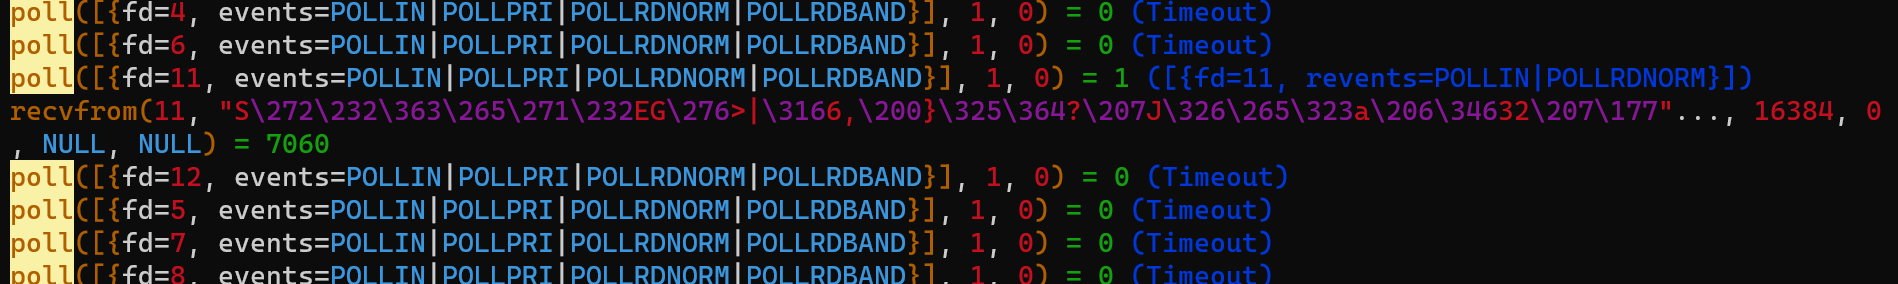 poll([{fd=4, events=POLLIN|POLLPRI|POLLRDNORM|POLLRDBAND}], 1, 0) = 0 (Timeout)
poll([{fd=6, events=POLLIN|POLLPRI|POLLRDNORM|POLLRDBAND}], 1, 0) = 0 (Timeout)
poll([{fd=11, events=POLLIN|POLLPRI|POLLRDNORM|POLLRDBAND}], 1, 0) = 1 ([{fd=11, revents=POLLIN|POLLRDNORM}])
recvfrom(11, "S\272\232\363\265\271\232EG\276>|\3166,\200}\325\364?\207J\326\265\323a\206\34632\207\177"..., 16384, 0
, NULL, NULL) = 7060
poll([{fd=12, events=POLLIN|POLLPRI|POLLRDNORM|POLLRDBAND}], 1, 0) = 0 (Timeout)
poll([{fd=5, events=POLLIN|POLLPRI|POLLRDNORM|POLLRDBAND}], 1, 0) = 0 (Timeout)
poll([{fd=7, events=POLLIN|POLLPRI|POLLRDNORM|POLLRDBAND}], 1, 0) = 0 (Timeout)
poll([{fd=8, events=POLLIN|POLLPRI|POLLRDNORM|POLLRDBAND}], 1, 0) = 0 (Timeout)